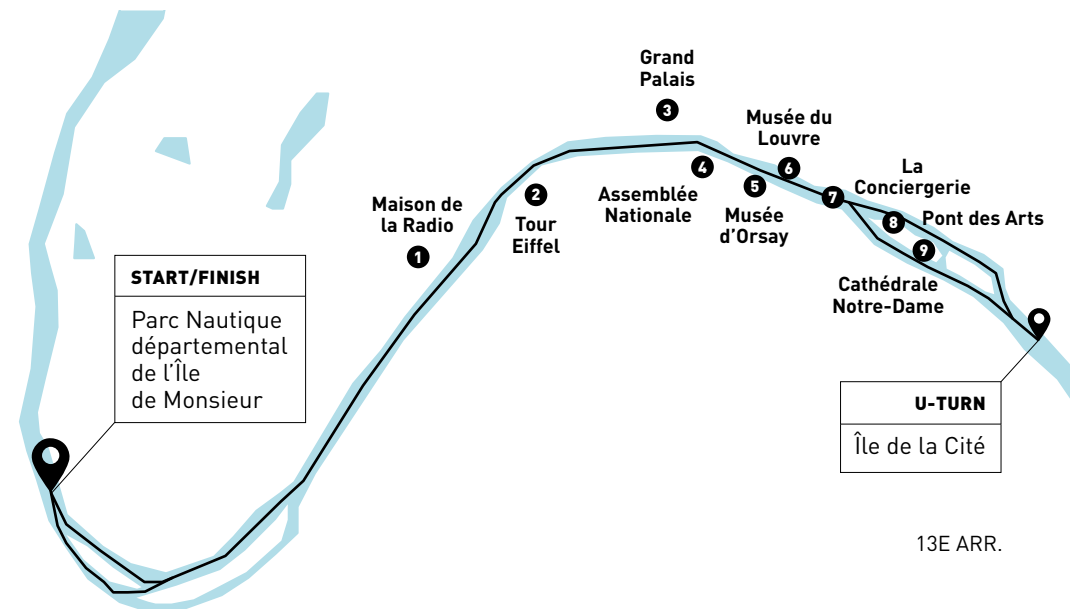 Grand
Palais
3
Musée du
Louvre
6
La
Conciergerie
7
4
Assemblée
Nationale
5
Musée
d'Orsay
8
Pont des Arts
9
Cathédrale
Notre-Dame
Maison de
la Radio
1
2
Tour
Eiffel
START/FINISH
Parc Nautique
départemental
de l'Île
de Monsieur
U-TURN
Île de la Cité
13E ARR.